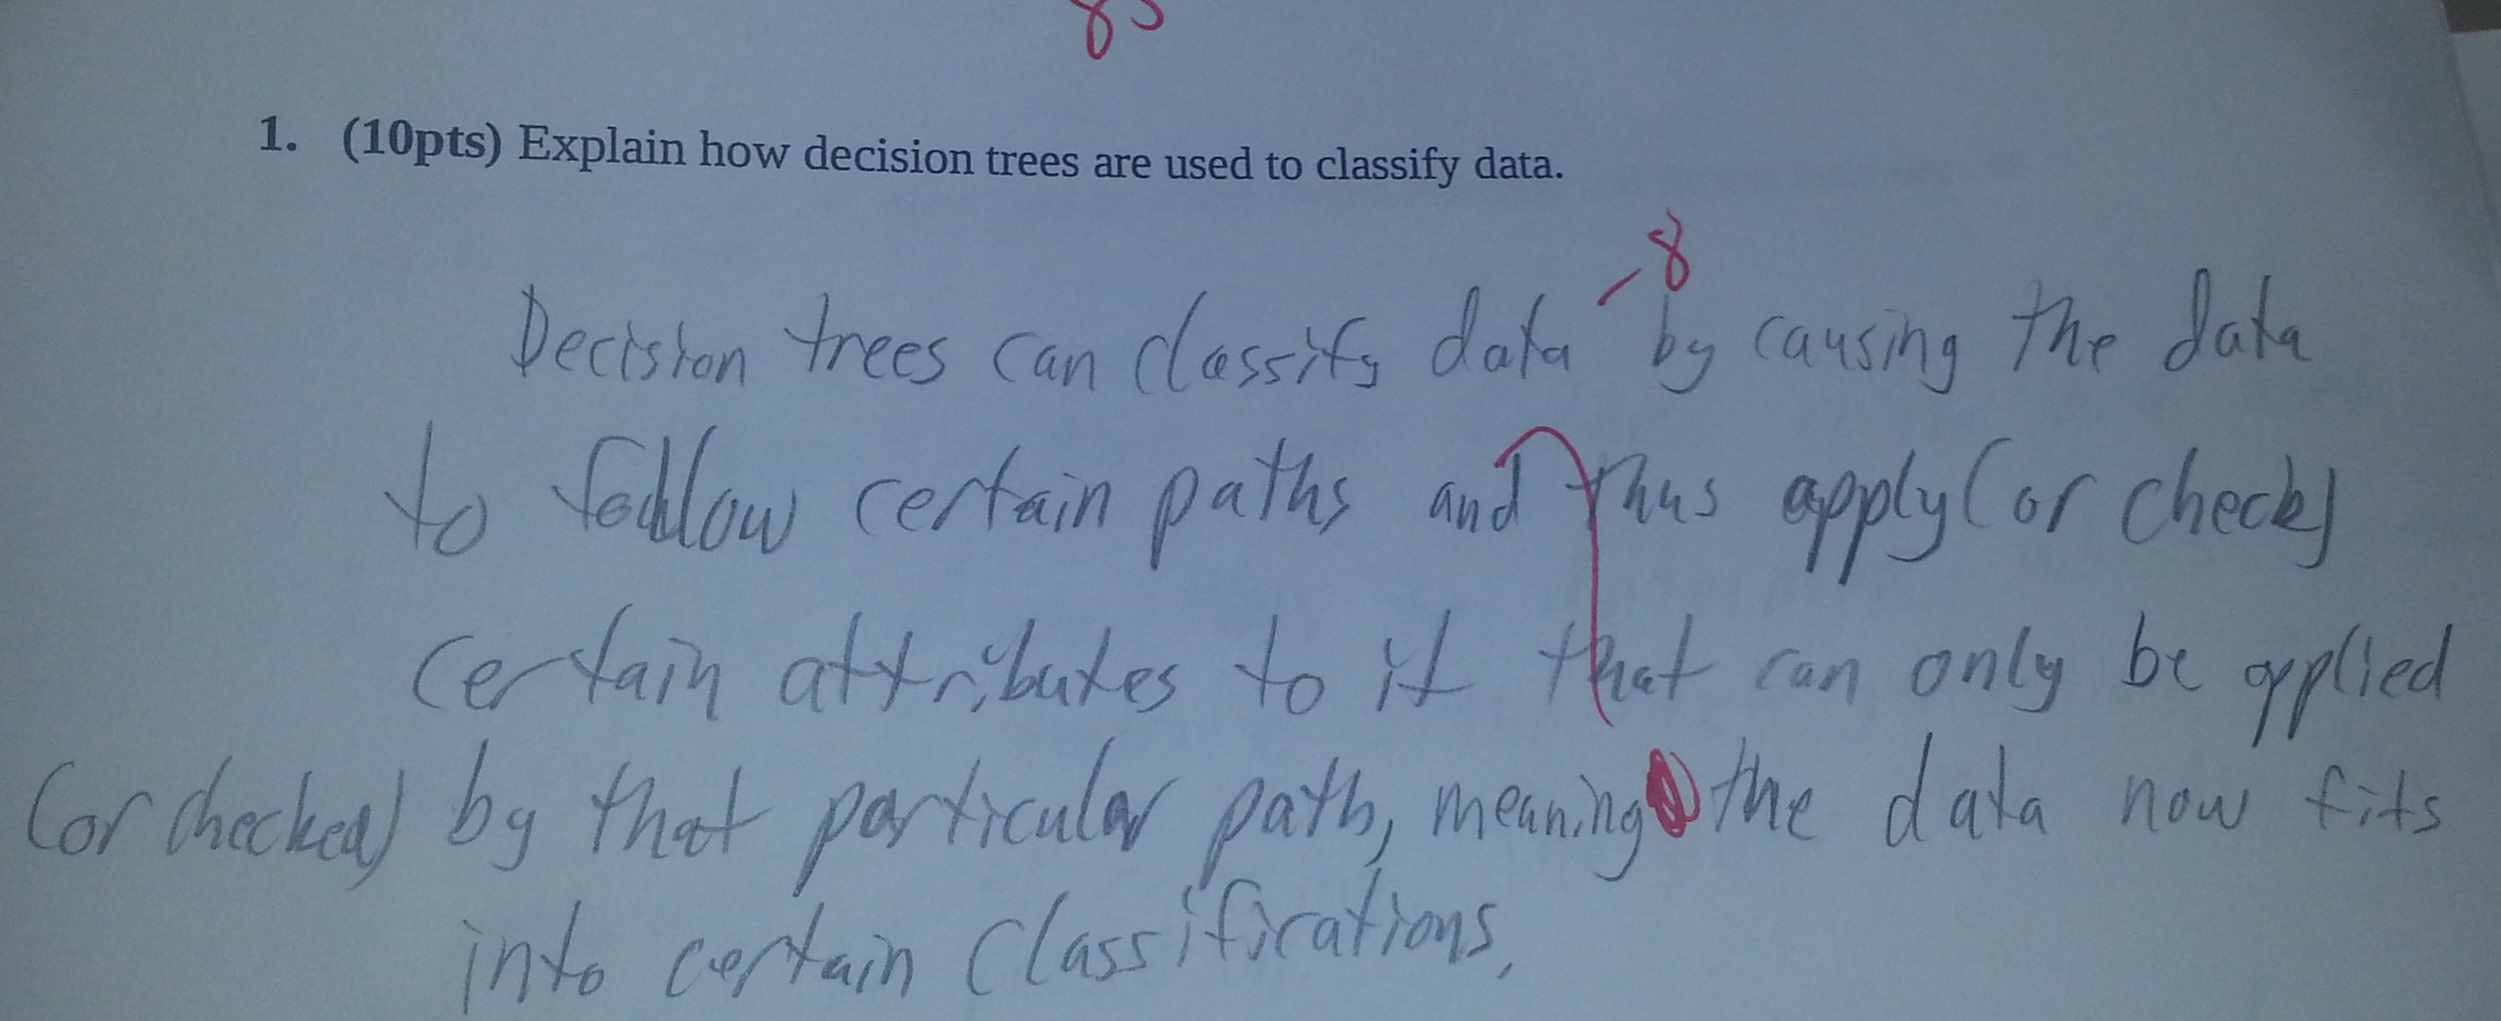 85
1. (10pts) Explain how decision trees are used to classify data.
-8
Decision trees can classify data by causing the data
to follow certain paths and thus apply (or check)
certain attributes to it that can only be applied
(or checked) by that particular path, meaning the data now fits
into certain classifications.